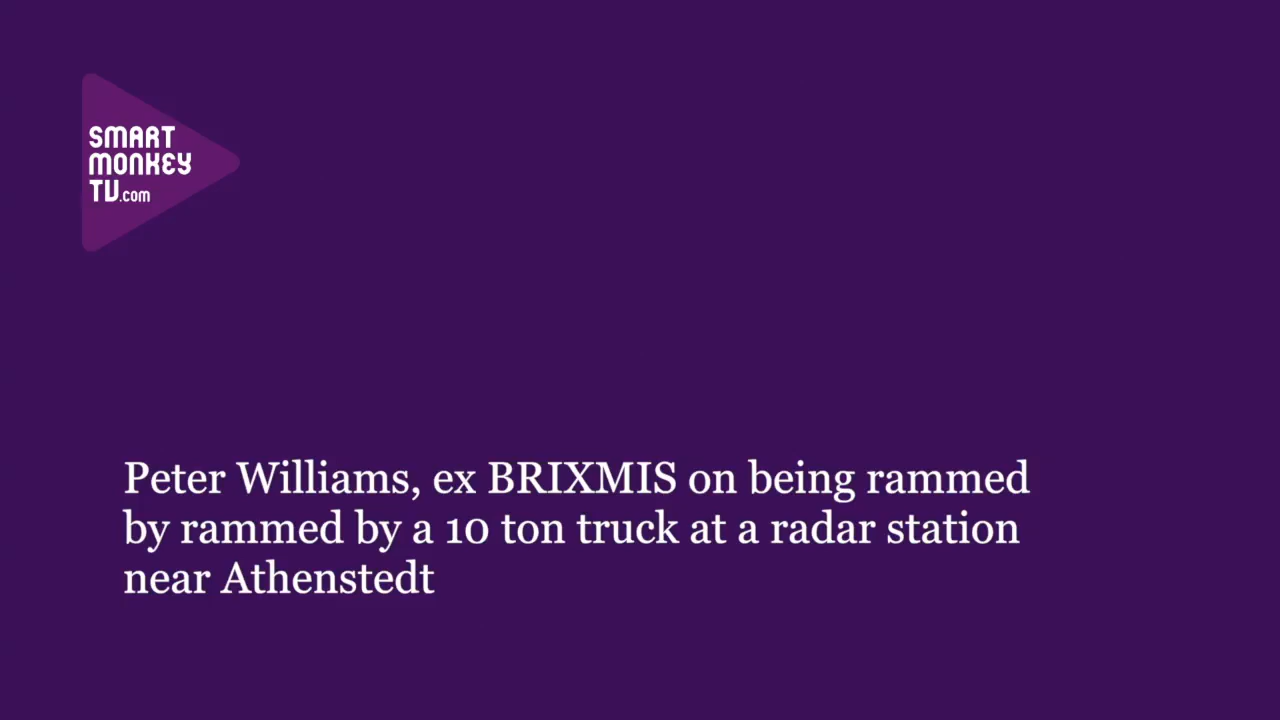 SMART
MONKEY
TV.com
Peter Williams, ex BRIXMIS on being rammed
by rammed by a 10 ton truck at a radar station
near Athenstedt